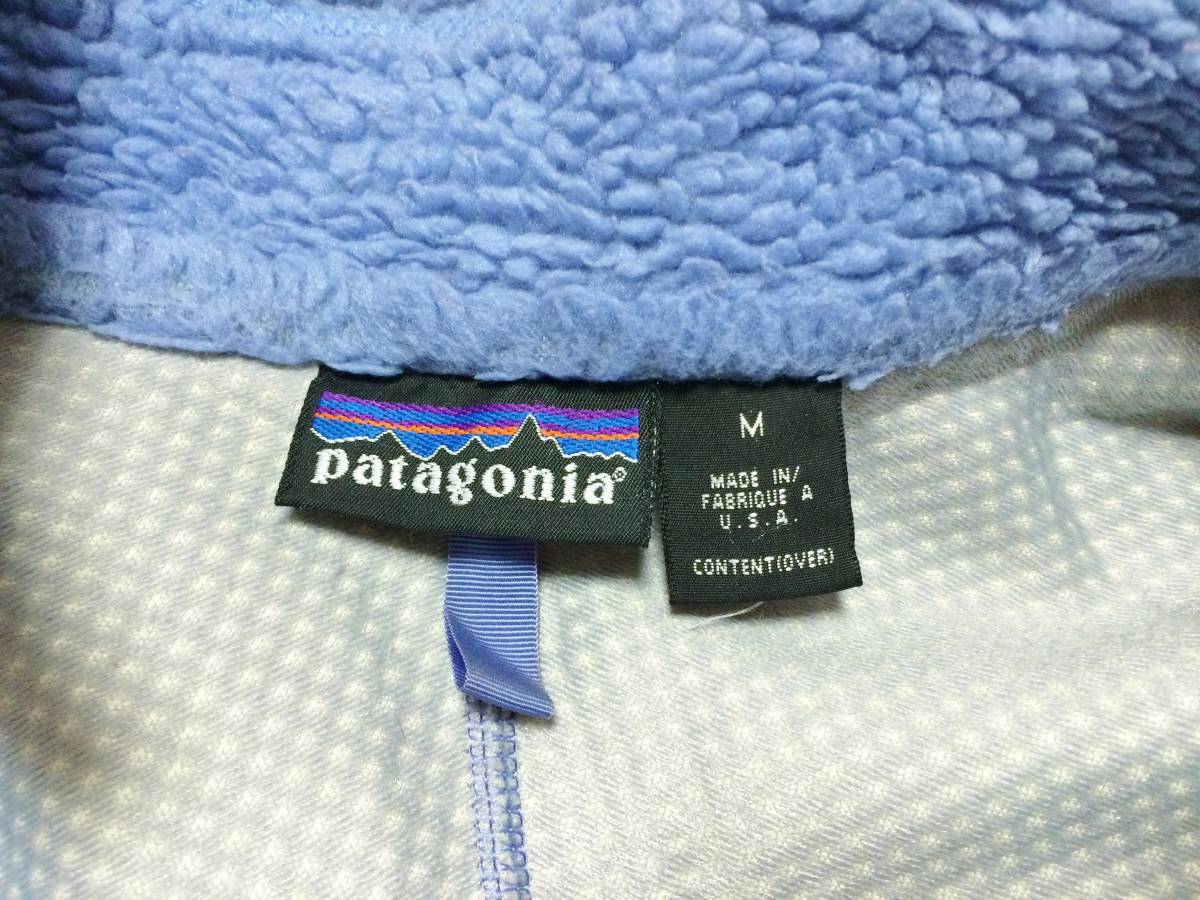 patagonia®
M
MADE IN/
FABRIQUE A
U.S.A.
CONTENT(OVER)